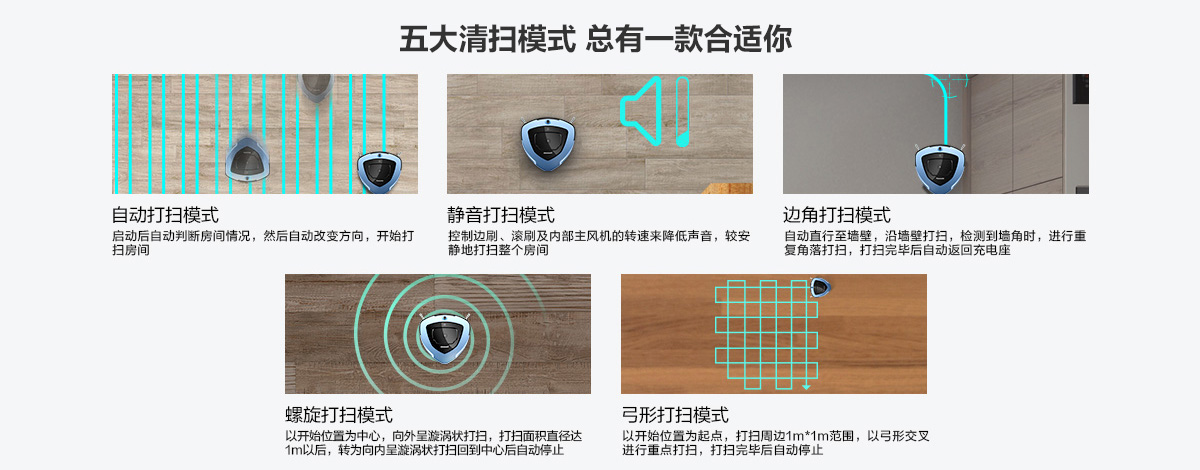 五大清扫模式 总有一款合适你
自动打扫模式
启动后自动判断房间情况，然后自动改变方向，开始打
扫房间
静音打扫模式
控制边刷、滚刷及内部主风机的转速来降低声音，较安
静地打扫整个房间
边角打扫模式
自动直行至墙壁，沿墙壁打扫，检测到墙角时，进行重
复角落打扫，打扫完毕后自动返回充电座
螺旋打扫模式
以开始位置为中心，向外呈漩涡状打扫，打扫面积直径达
1m以后，转为向内呈漩涡状打扫回到中心后自动停止
弓形打扫模式
以开始位置为起点，打扫周边1m*1m范围，以弓形交叉
进行重点打扫，打扫完毕后自动停止